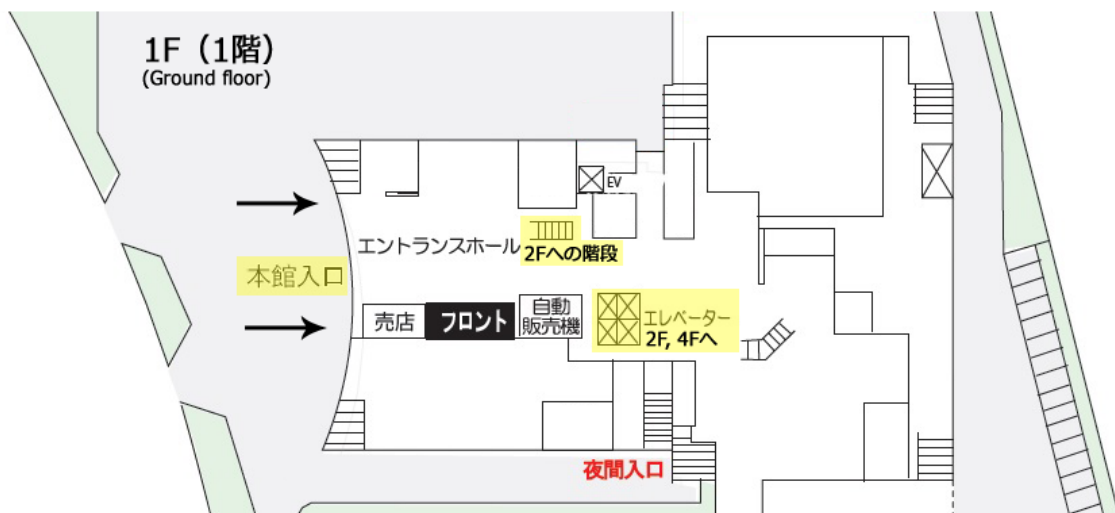 1F（1階）
(Ground floor)
EV
エントランスホール
2Fへの階段
本館入口
売店
フロント
自動
販売機
エレベーター
2F, 4Fへ
夜間入口